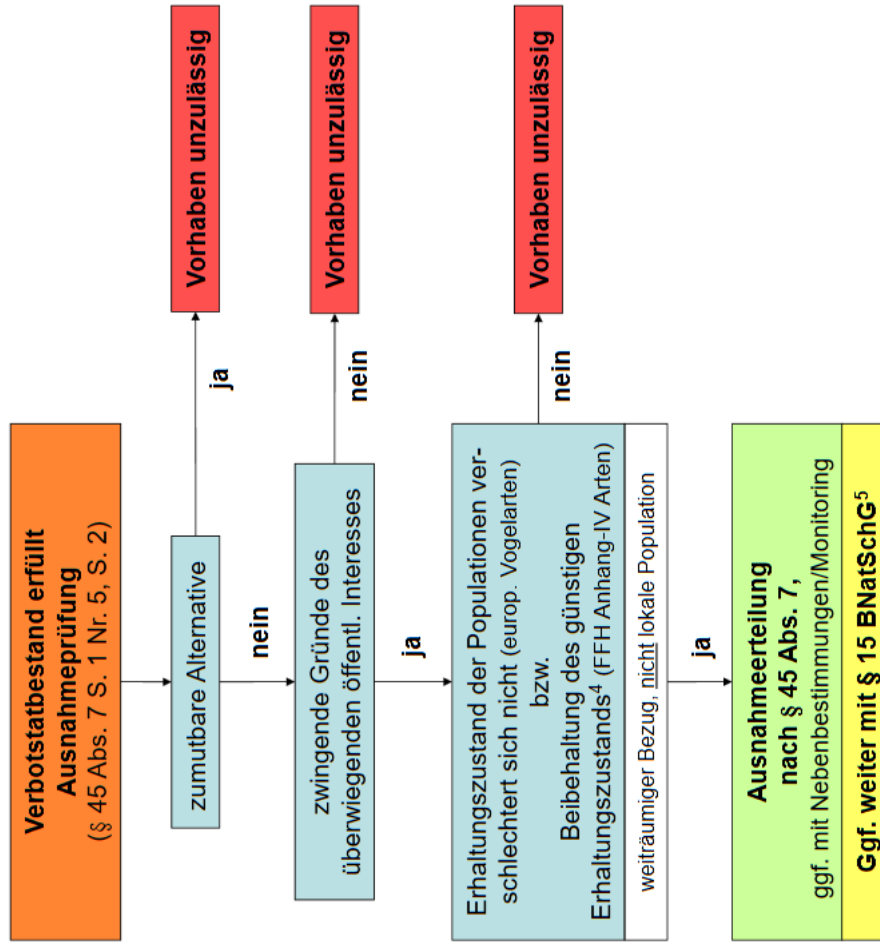 Verbotstatbestand erfüllt
Ausnahmeprüfung
(§ 45 Abs. 7 S. 1 Nr. 5, S. 2)
zumutbare Alternative
ja
Vorhaben unzulässig
nein
zwingende Gründe des
überwiegenden öffentl. Interesses
nein
Vorhaben unzulässig
ja
Erhaltungszustand der Populationen ver-
schlechtert sich nicht (europ. Vogelarten)
bzw.
Beibehaltung des günstigen
Erhaltungszustands⁴ (FFH Anhang-IV Arten)
weiträumiger Bezug, nicht lokale Population
nein
Vorhaben unzulässig
ja
Ausnahmeerteilung
nach § 45 Abs. 7,
ggf. mit Nebenbestimmungen/Monitoring
Ggf. weiter mit § 15 BNatSchG⁵